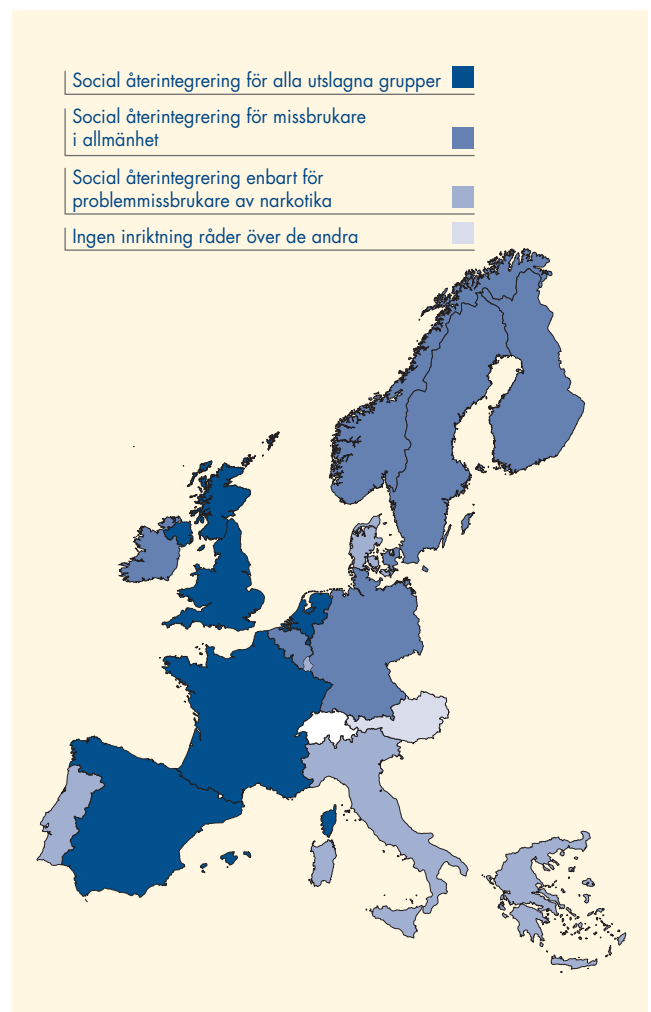 Social återintegrering för alla utslagna grupper
Social återintegrering för missbrukare
i allmänhet
Social återintegrering enbart för
problemmissbrukare av narkotika
Ingen inriktning råder över de andra